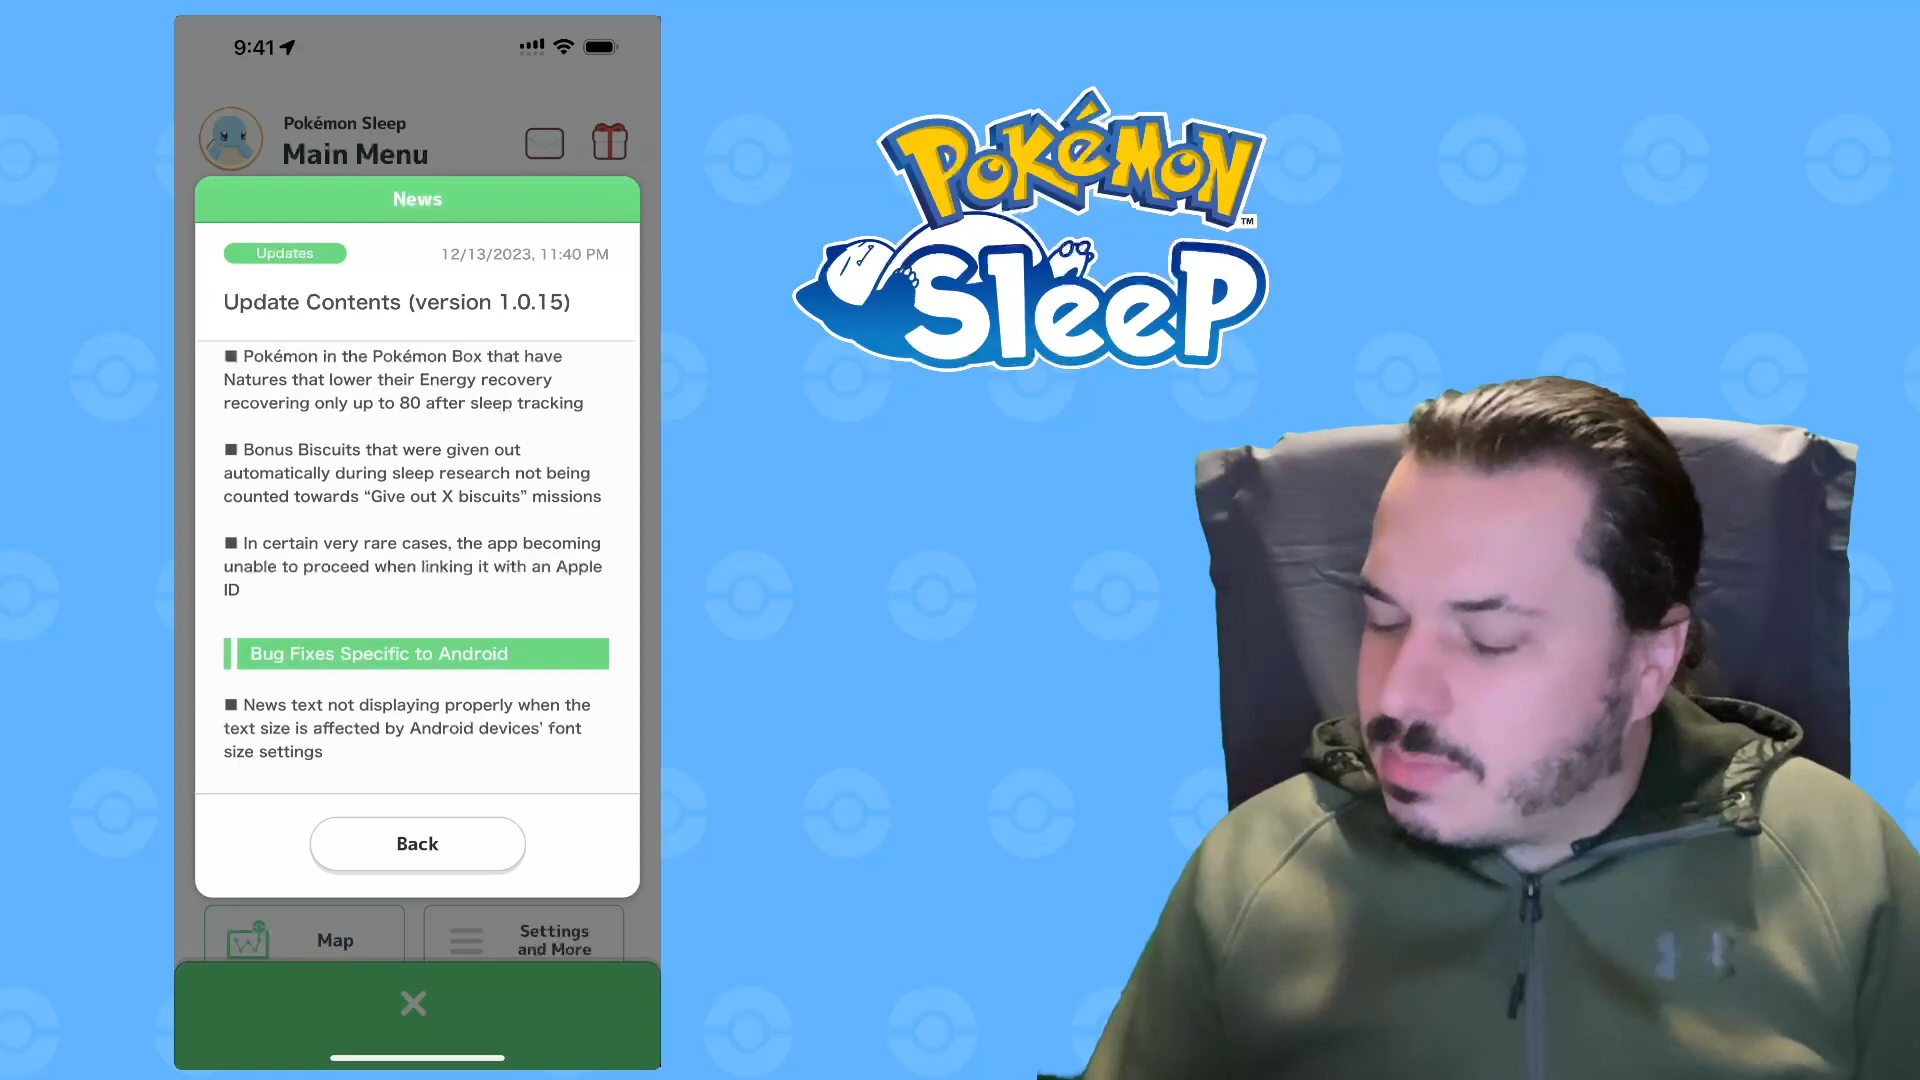 9:41
Pokémon Sleep
Main Menu
News
Updates
12/13/2023, 11:40 PM
Update Contents (version 1.0.15)
■ Pokémon in the Pokémon Box that have
Natures that lower their Energy recovery
recovering only up to 80 after sleep tracking
■ Bonus Biscuits that were given out
automatically during sleep research not being
counted towards “Give out X biscuits” missions
■ In certain very rare cases, the app becoming
unable to proceed when linking it with an Apple
ID
Bug Fixes Specific to Android
■ News text not displaying properly when the
text size is affected by Android devices’ font
size settings
Back
Map
Settings
and More
POKéMON
TM
SleeP